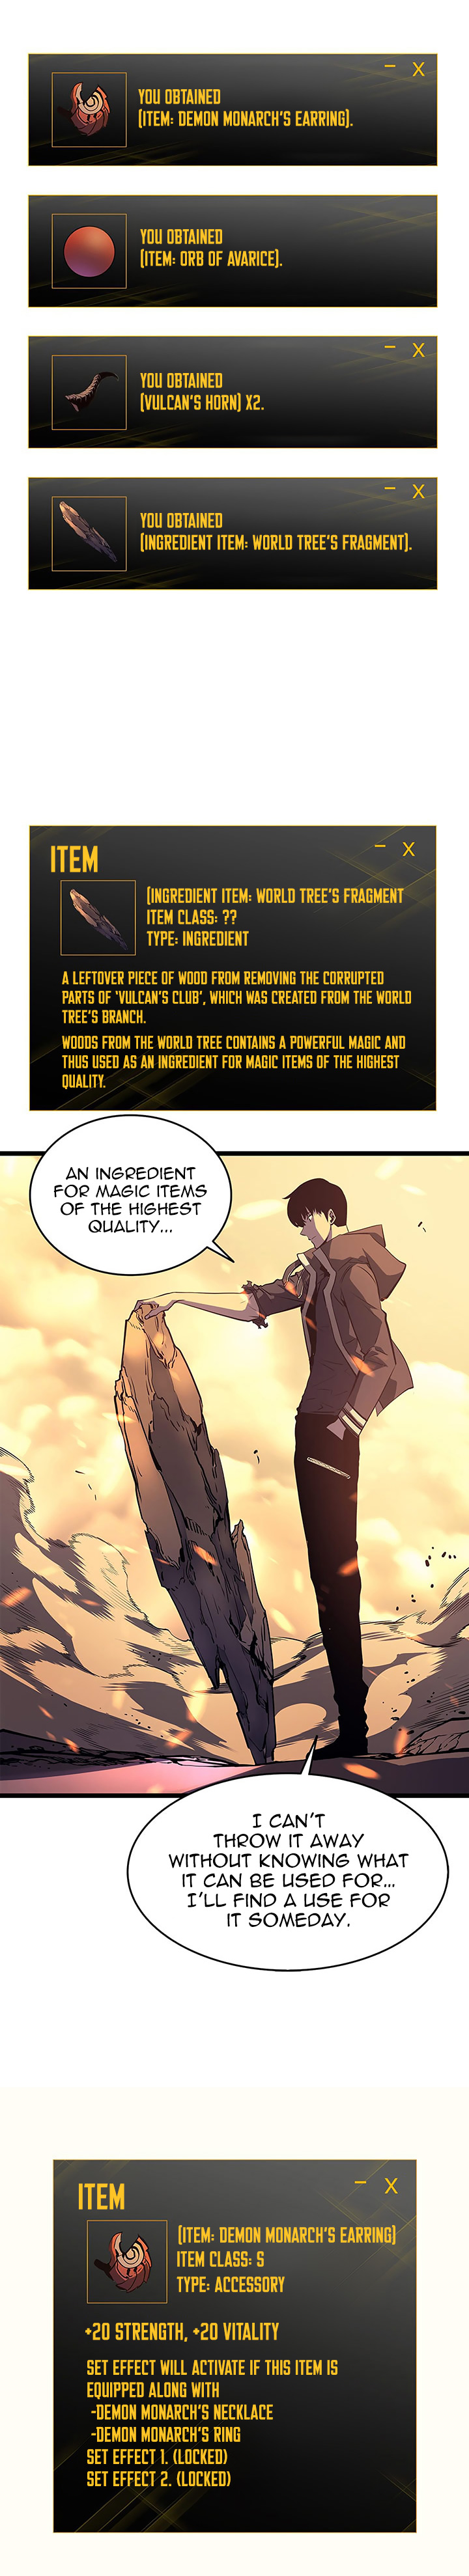 - X
YOU OBTAINED
[ITEM: DEMON MONARCH'S EARRING].
YOU OBTAINED
[ITEM: ORB OF AVARICE].
- X
YOU OBTAINED
[VULCAN'S HORN] X2.
- X
YOU OBTAINED
[INGREDIENT ITEM: WORLD TREE'S FRAGMENT].
ITEM
- X
[INGREDIENT ITEM: WORLD TREE'S FRAGMENT
ITEM CLASS: ??
TYPE: INGREDIENT
A LEFTOVER PIECE OF WOOD FROM REMOVING THE CORRUPTED
PARTS OF 'VULCAN'S CLUB', WHICH WAS CREATED FROM THE WORLD
TREE'S BRANCH.
WOODS FROM THE WORLD TREE CONTAINS A POWERFUL MAGIC AND
THUS USED AS AN INGREDIENT FOR MAGIC ITEMS OF THE HIGHEST
QUALITY.
AN INGREDIENT
FOR MAGIC ITEMS
OF THE HIGHEST
QUALITY...
I CAN'T
THROW IT AWAY
WITHOUT KNOWING WHAT
IT CAN BE USED FOR...
I'LL FIND A USE FOR
IT SOMEDAY.
ITEM
- X
[ITEM: DEMON MONARCH'S EARRING]
ITEM CLASS: S
TYPE: ACCESSORY
+20 STRENGTH, +20 VITALITY
SET EFFECT WILL ACTIVATE IF THIS ITEM IS
EQUIPPED ALONG WITH
-DEMON MONARCH'S NECKLACE
-DEMON MONARCH'S RING
SET EFFECT 1. (LOCKED)
SET EFFECT 2. (LOCKED)